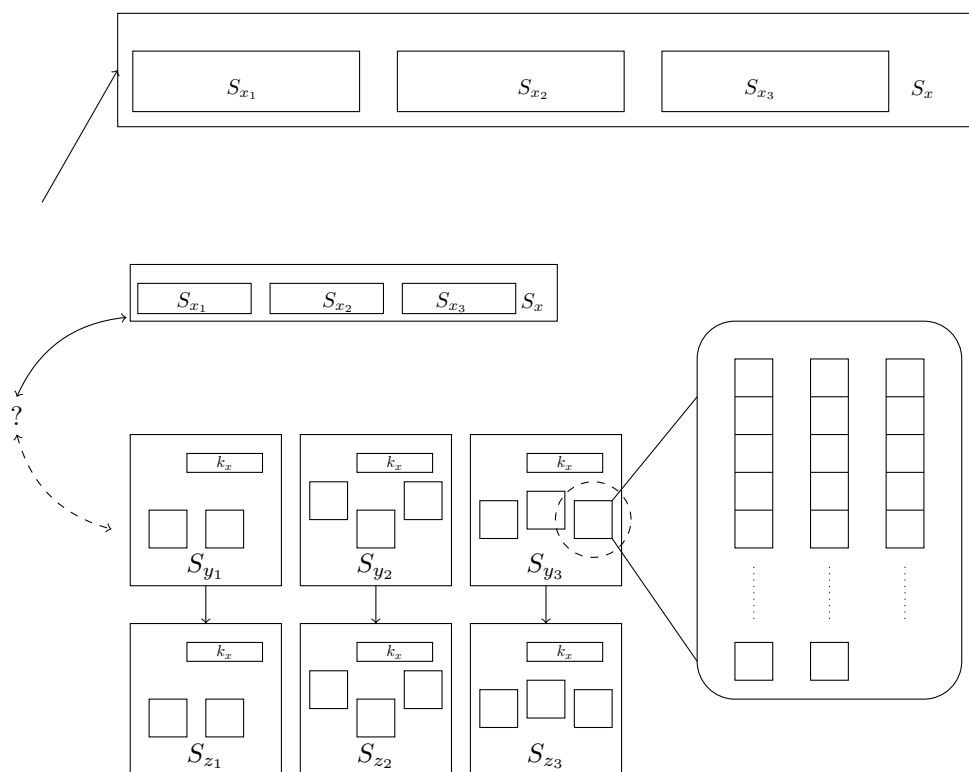 S_{x_1} S_{x_2} S_{x_3} S_x
S_{x_1} S_{x_2} S_{x_3} S_x
?
k_x k_x k_x
S_{y_1} S_{y_2} S_{y_3}
k_x k_x k_x
S_{z_1} S_{z_2} S_{z_3}